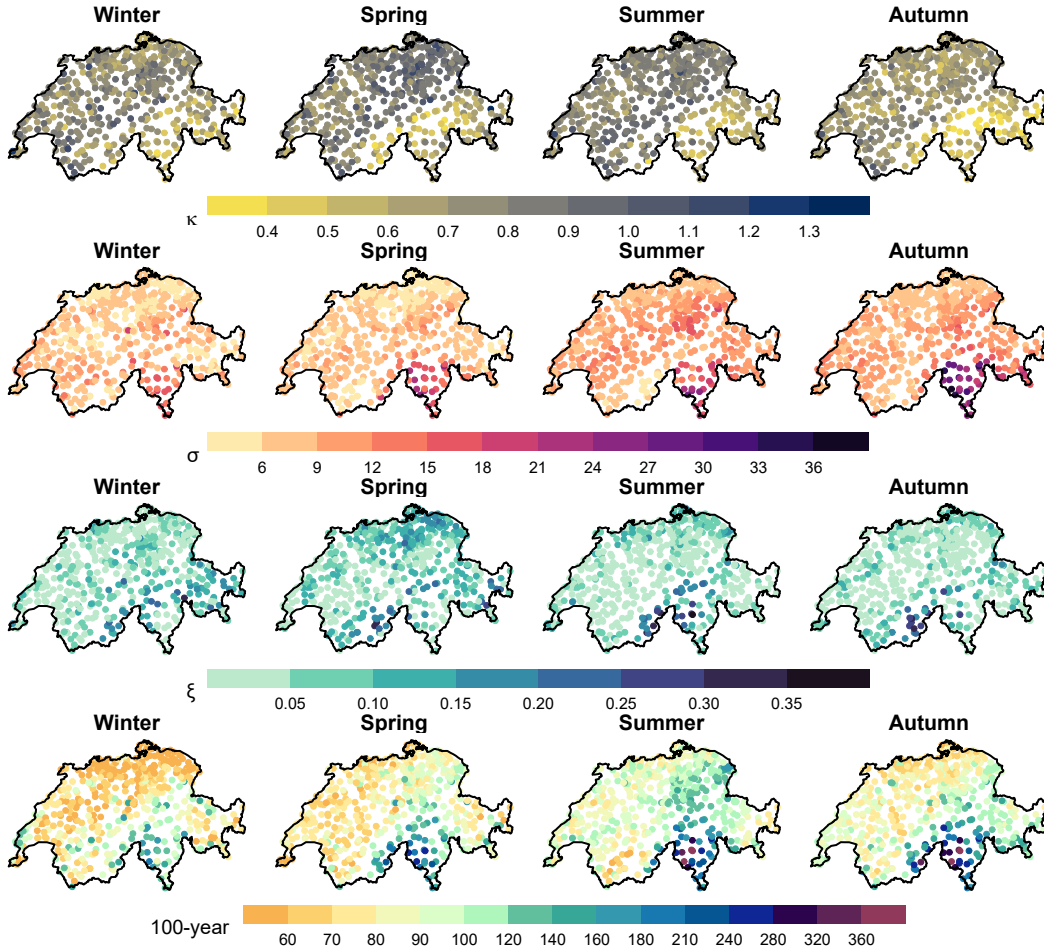 Winter Spring Summer Autumn
κ 0.4 0.5 0.6 0.7 0.8 0.9 1.0 1.1 1.2 1.3
Winter Spring Summer Autumn
σ 6 9 12 15 18 21 24 27 30 33 36
Winter Spring Summer Autumn
ξ 0.05 0.10 0.15 0.20 0.25 0.30 0.35
Winter Spring Summer Autumn
100-year 60 70 80 90 100 120 140 160 180 210 240 280 320 360